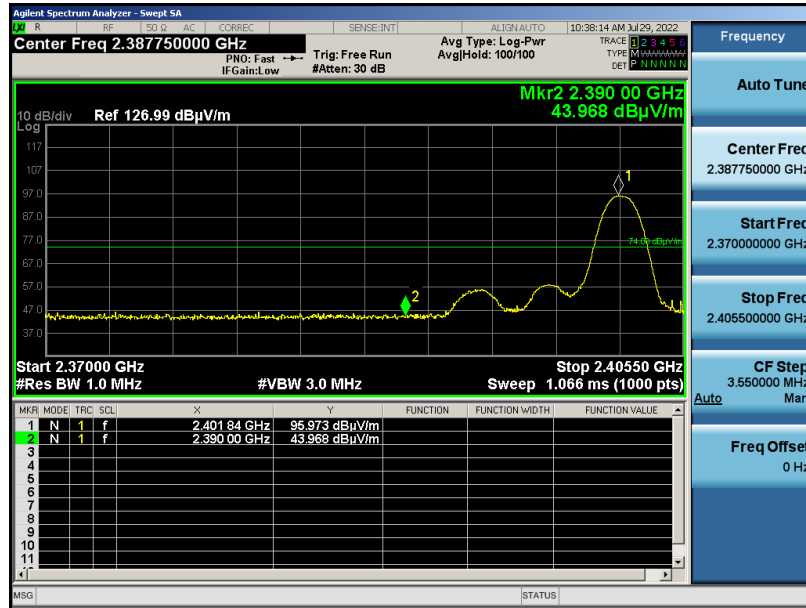 Agilent Spectrum Analyzer - Swept SA
LXI R RF 50 Ω AC CORREC SENSE:INT ALIGN AUTO 10:38:14 AM Jul 29, 2022
Center Freq 2.387750000 GHz
PNO: Fast
IFGain:Low
Trig: Free Run
#Atten: 30 dB
Avg Type: Log-Pwr
Avg|Hold: 100/100
TRACE 1 2 3 4 5 6
TYPE M W W W W W
DET P N N N N N
Mkr2 2.390 00 GHz
43.968 dBµV/m
10 dB/div Ref 126.99 dBµV/m
Log
117
107
97.0
87.0
77.0
67.0
57.0
47.0
37.0
1
2
74.00 dBµV/m
Start 2.37000 GHz Stop 2.40550 GHz
#Res BW 1.0 MHz #VBW 3.0 MHz Sweep 1.066 ms (1000 pts)
MKR MODE TRC SCL X Y FUNCTION FUNCTION WIDTH FUNCTION VALUE
1 N 1 f 2.401 84 GHz 95.973 dBµV/m
2 N 1 f 2.390 00 GHz 43.968 dBµV/m
3
4
5
6
7
8
9
10
11
MSG STATUS
Frequency
Auto Tune
Center Freq
2.387750000 GHz
Start Freq
2.370000000 GHz
Stop Freq
2.405500000 GHz
CF Step
3.550000 MHz
Auto Man
Freq Offset
0 Hz